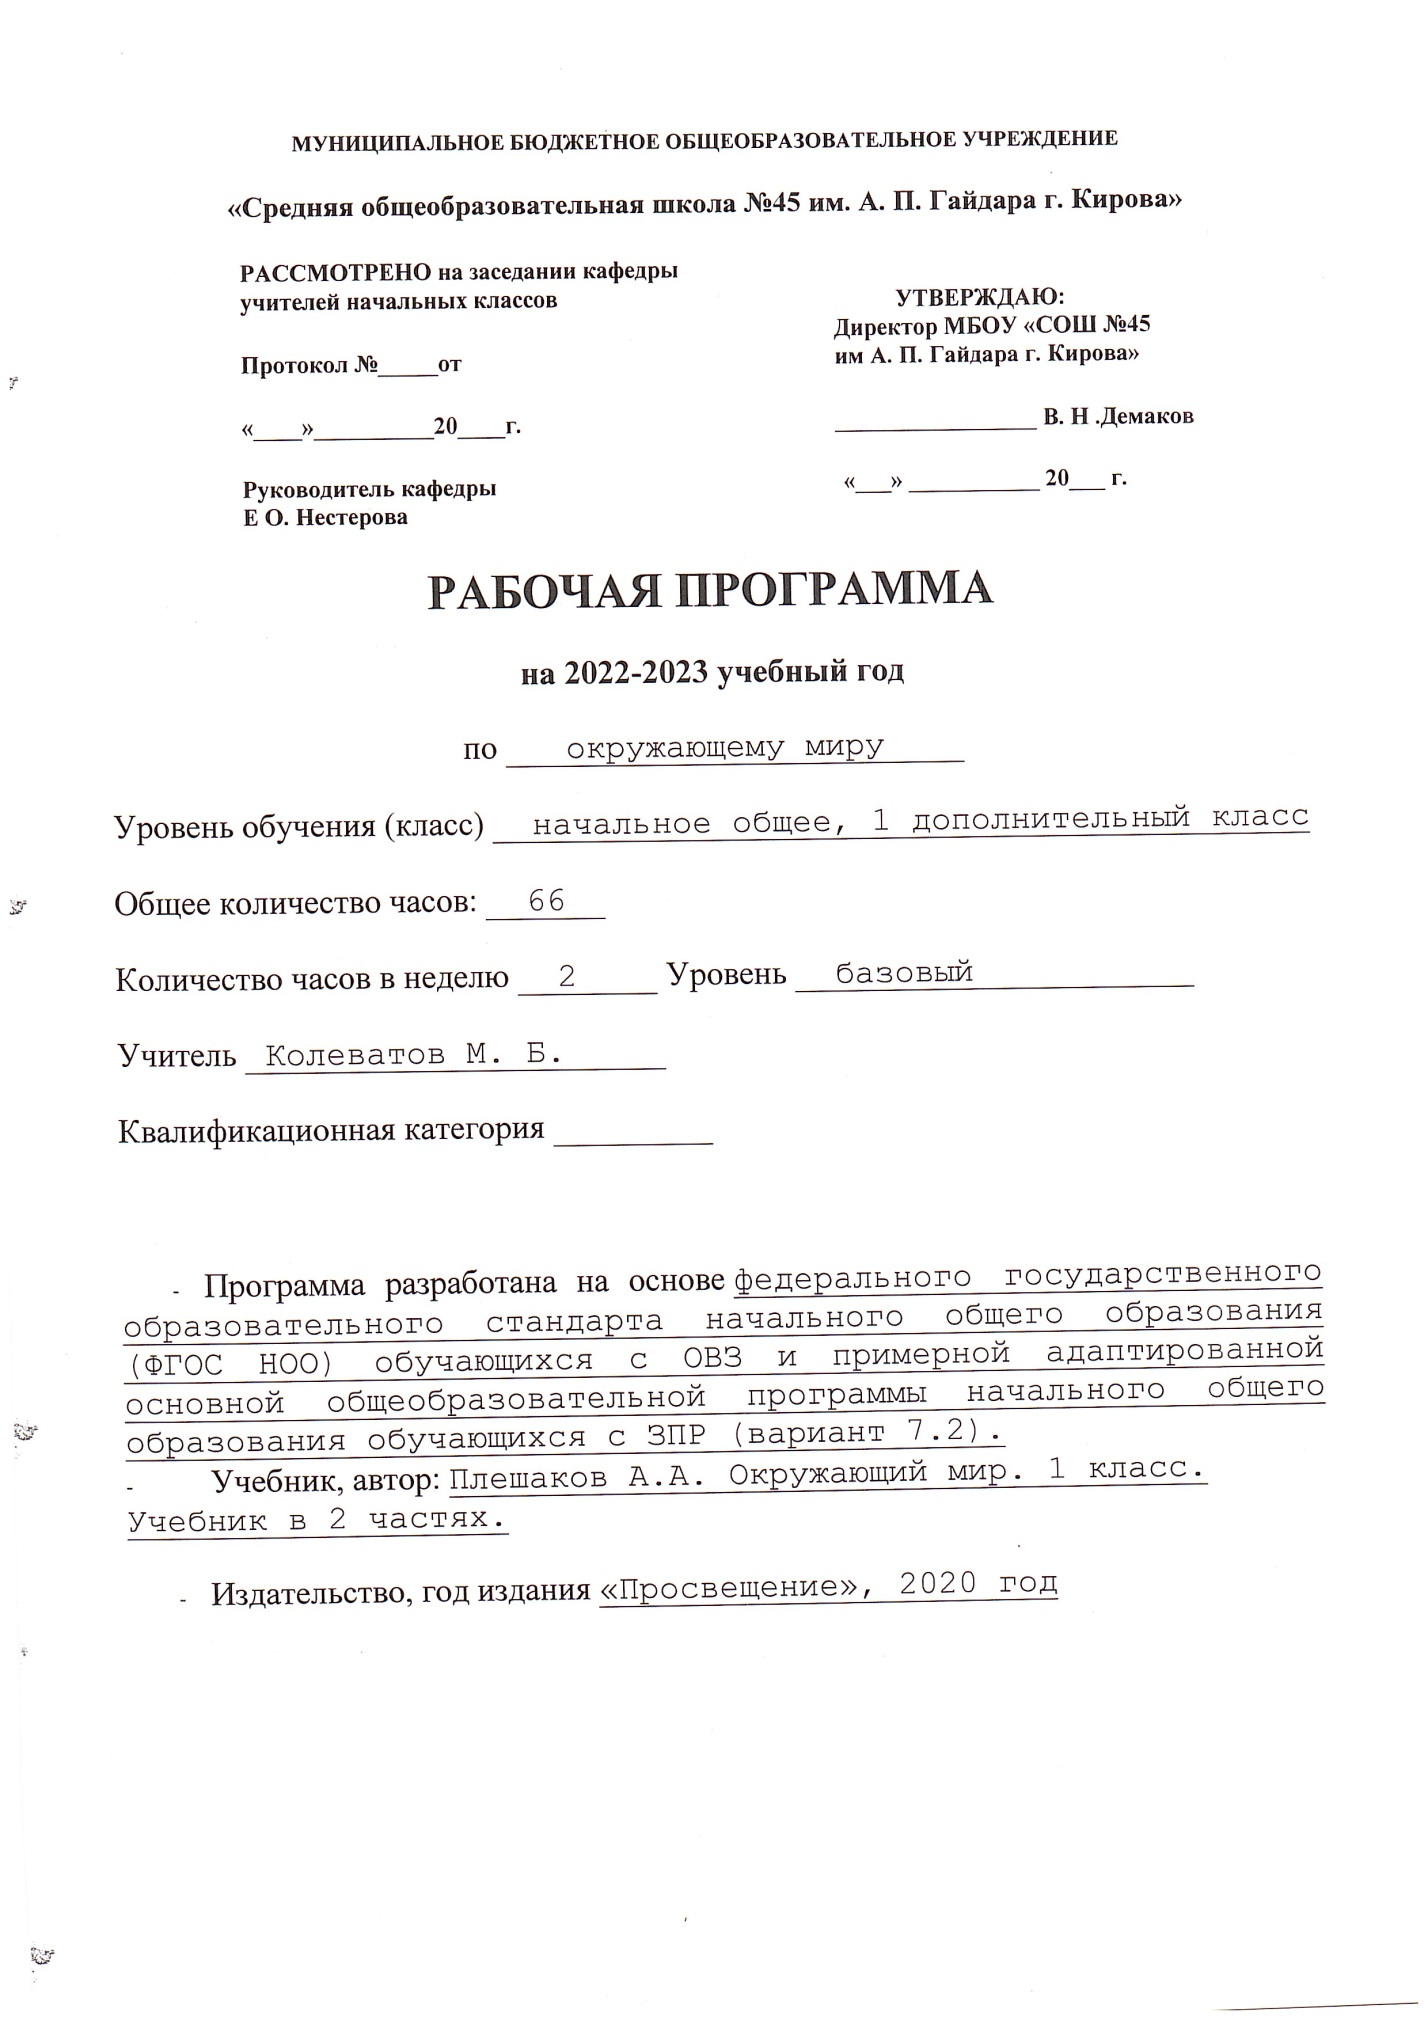 МУНИЦИПАЛЬНОЕ БЮДЖЕТНОЕ ОБЩЕОБРАЗОВАТЕЛЬНОЕ УЧРЕЖДЕНИЕ
«Средняя общеобразовательная школа №45 им. А. П. Гайдара г. Кирова»
РАССМОТРЕНО на заседании кафедры
учителей начальных классов
Протокол №_____от
«____»__________20____г.
Руководитель кафедры
Е О. Нестерова
УТВЕРЖДАЮ:
Директор МБОУ «СОШ №45
им А. П. Гайдара г. Кирова»
_________________ В. Н .Демаков
«___» ___________ 20___ г.
РАБОЧАЯ ПРОГРАММА
на 2022-2023 учебный год
по окружающему миру
Уровень обучения (класс) начальное общее, 1 дополнительный класс
Общее количество часов: 66
Количество часов в неделю 2 Уровень базовый
Учитель Колеватов М. Б.
Квалификационная категория __________
- Программа разработана на основе федерального государственного
образовательного стандарта начального общего образования
(ФГОС НОО) обучающихся с ОВЗ и примерной адаптированной
основной общеобразовательной программы начального общего
образования обучающихся с ЗПР (вариант 7.2).
- Учебник, автор: Плешаков А.А. Окружающий мир. 1 класс.
Учебник в 2 частях.
- Издательство, год издания «Просвещение», 2020 год